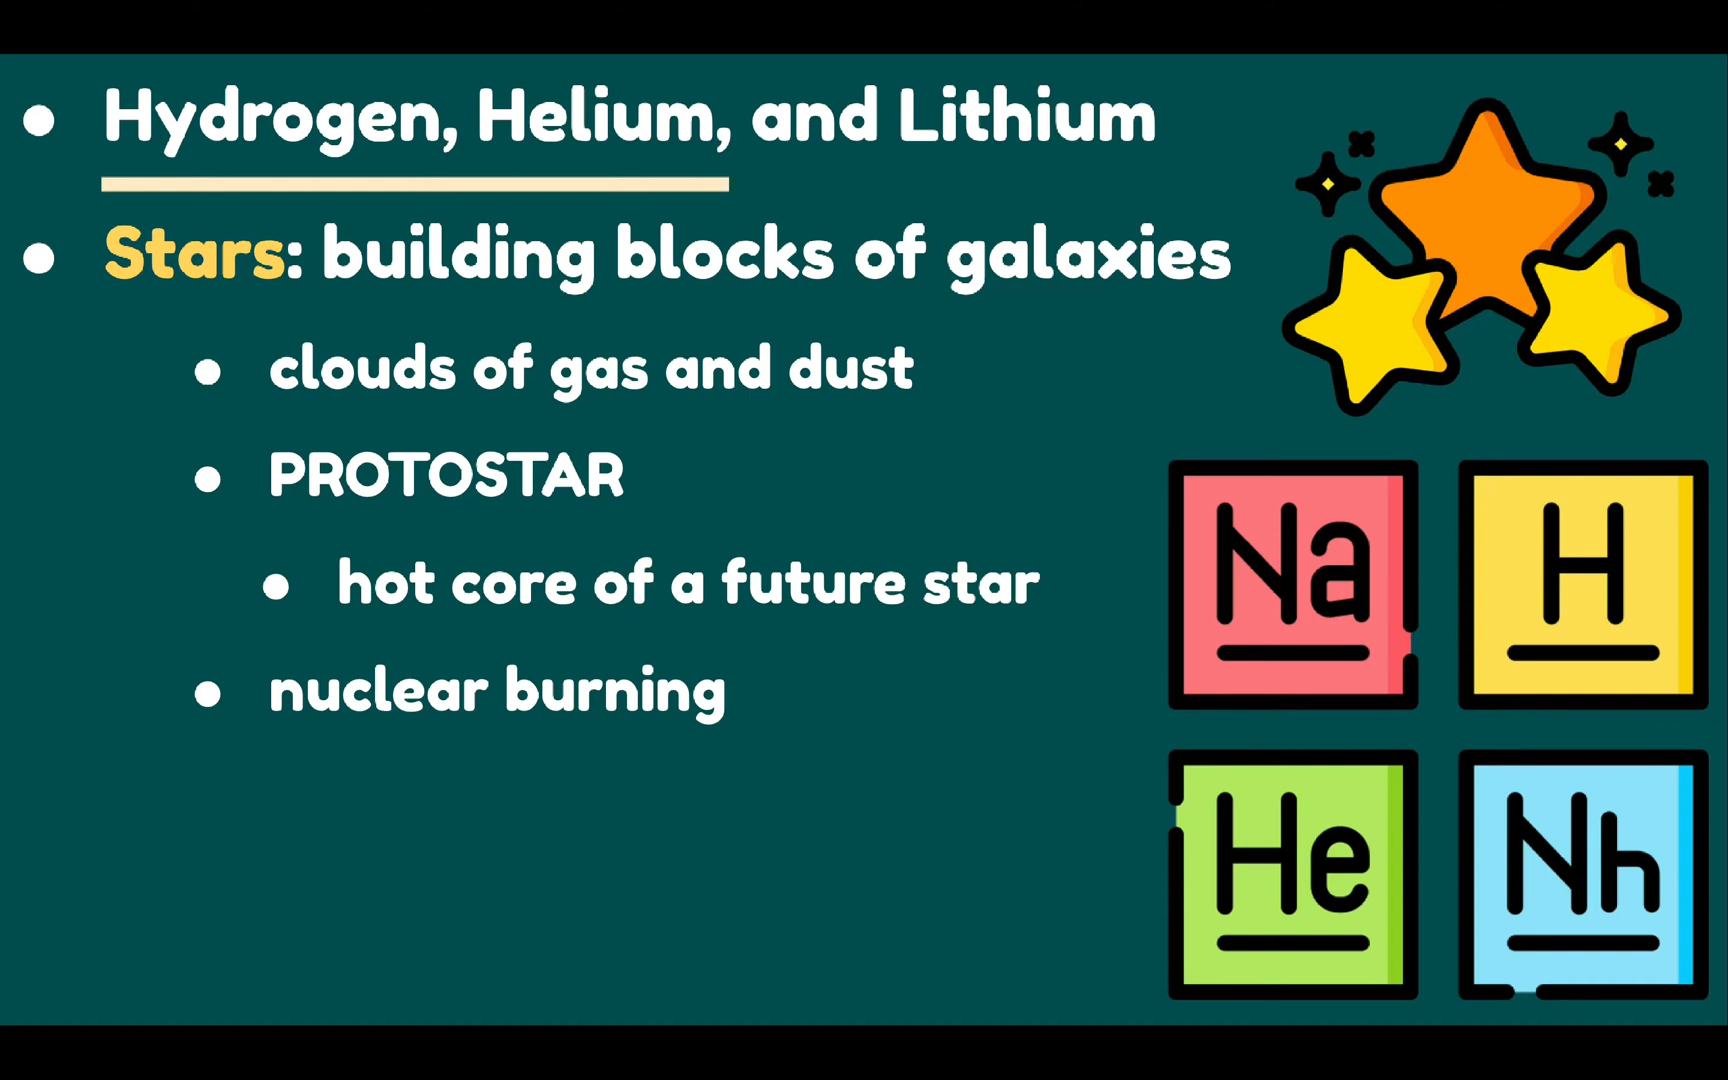 • Hydrogen, Helium, and Lithium
• Stars: building blocks of galaxies
• clouds of gas and dust
• PROTOSTAR
• hot core of a future star
• nuclear burning
Na
H
He
Nh